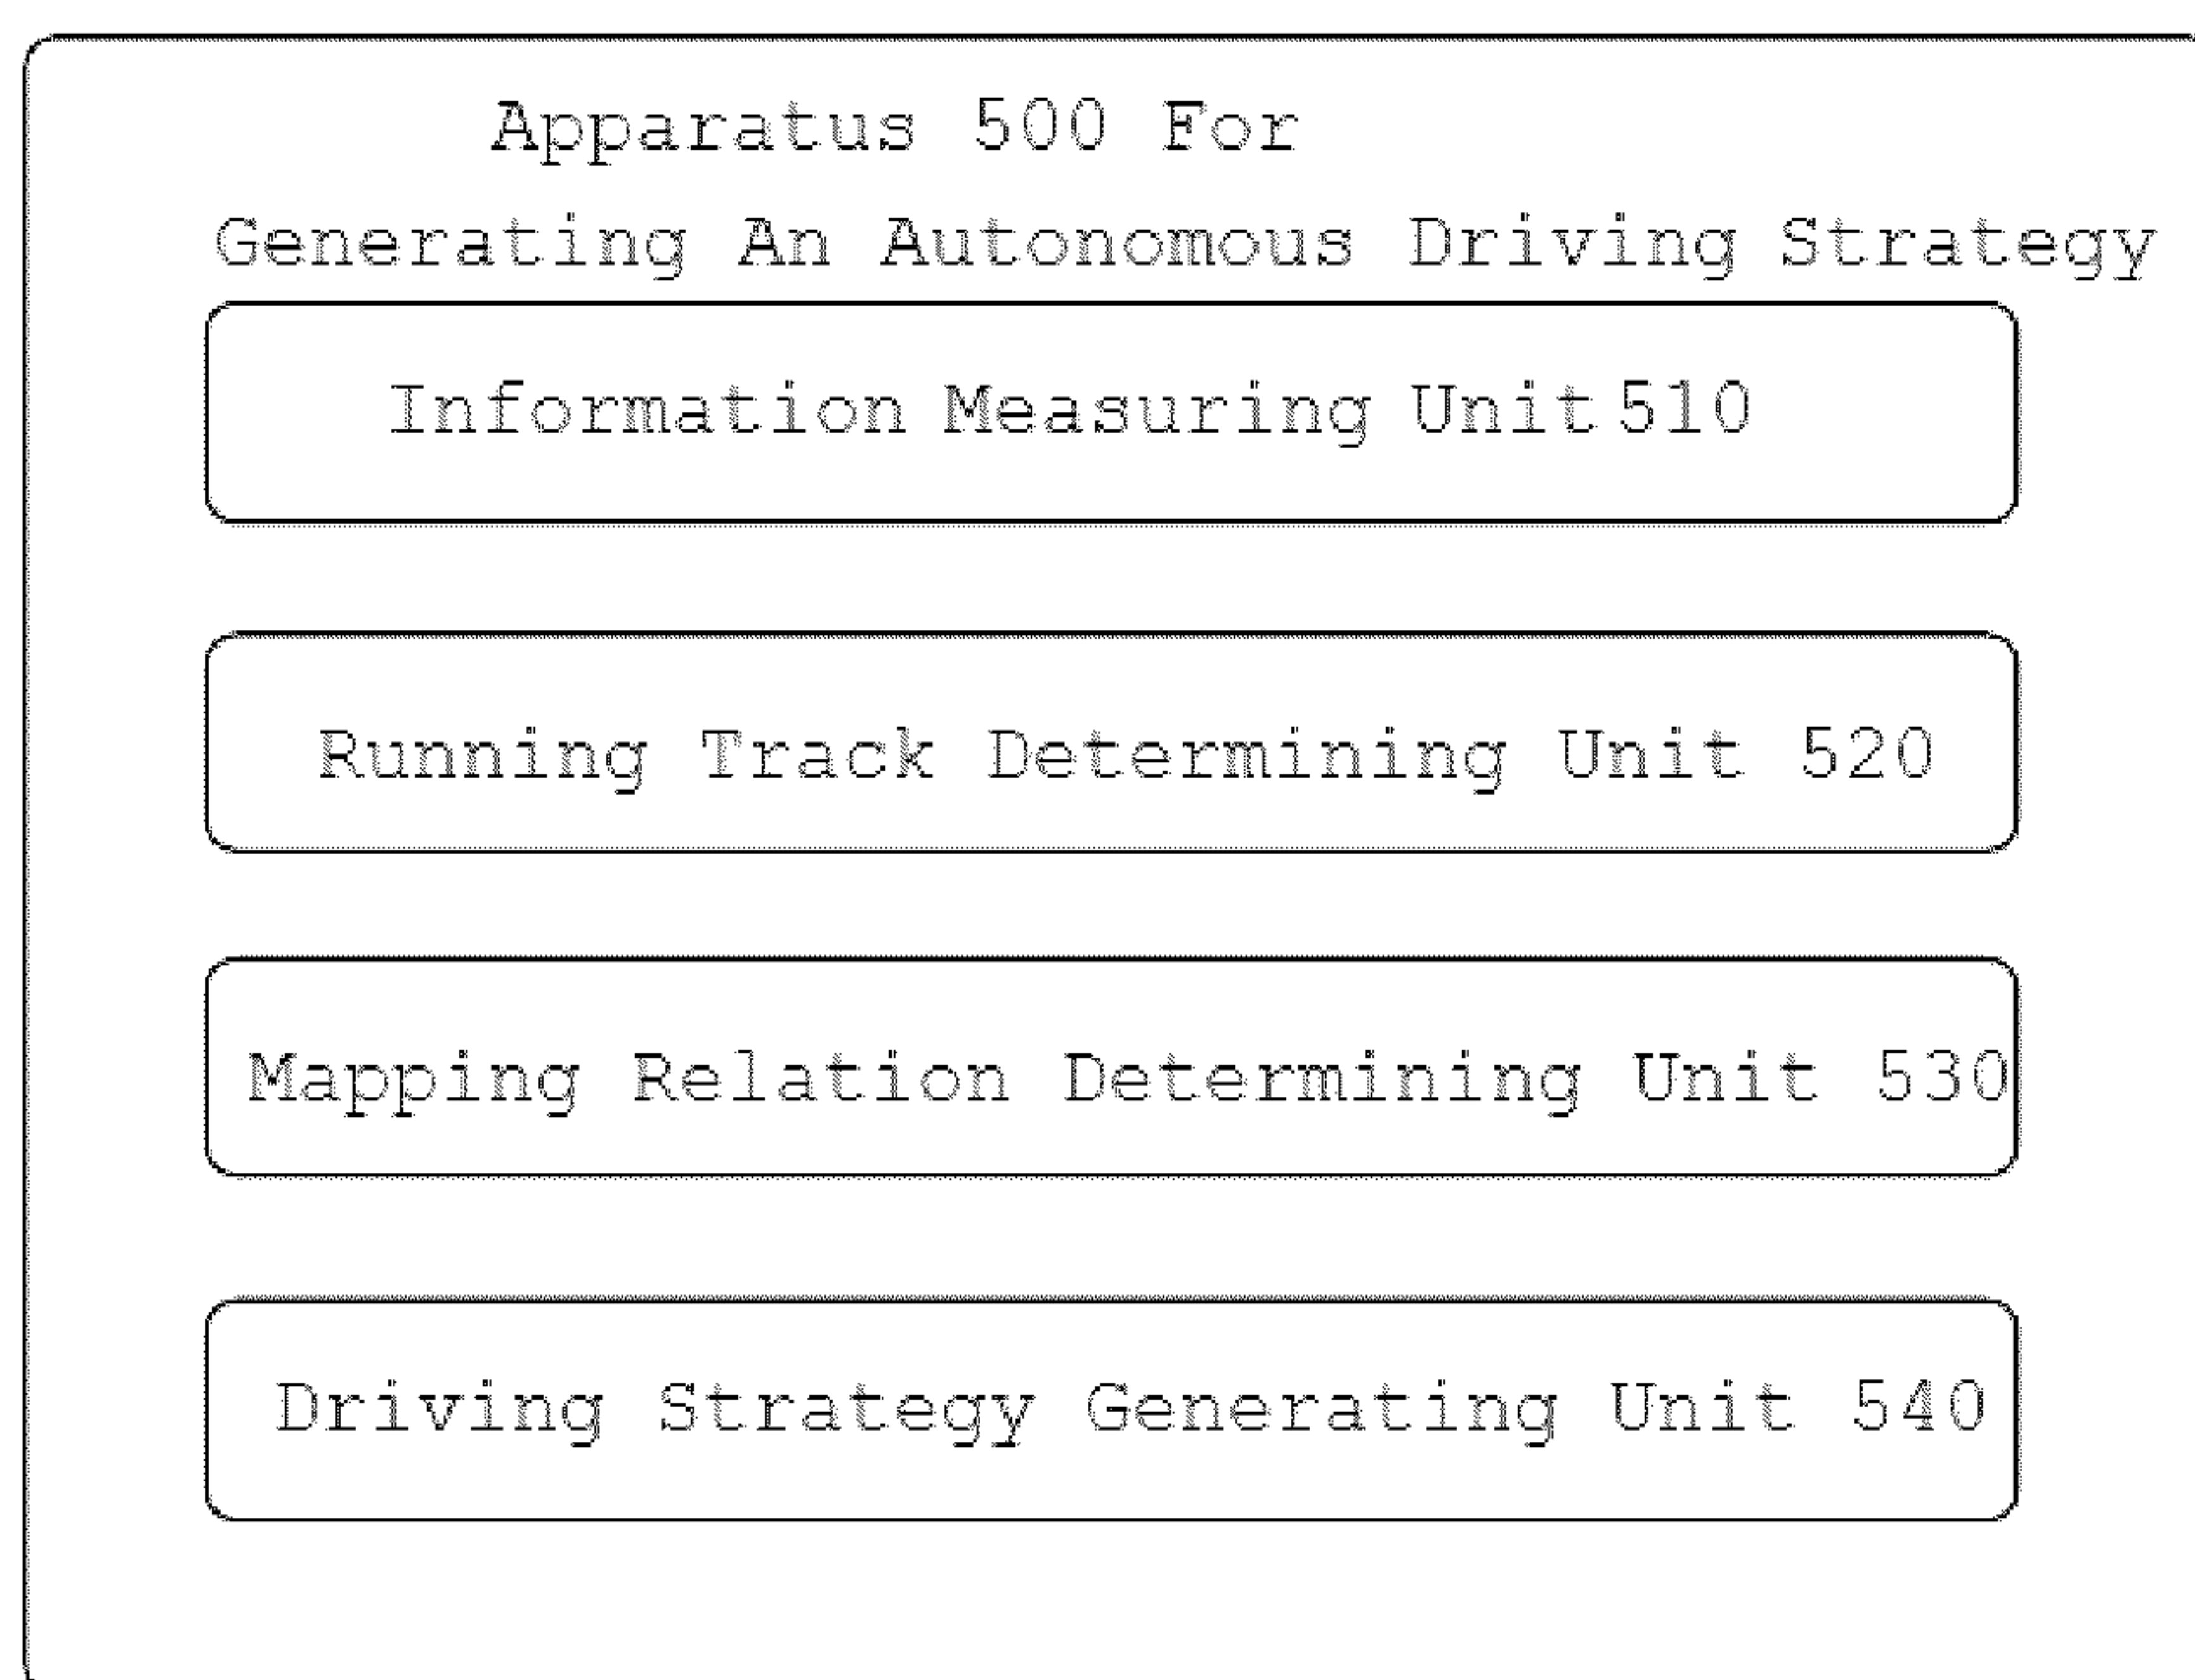 Apparatus 500 For
Generating An Autonomous Driving Strategy
Information Measuring Unit 510
Running Track Determining Unit 520
Mapping Relation Determining Unit 530
Driving Strategy Generating Unit 540